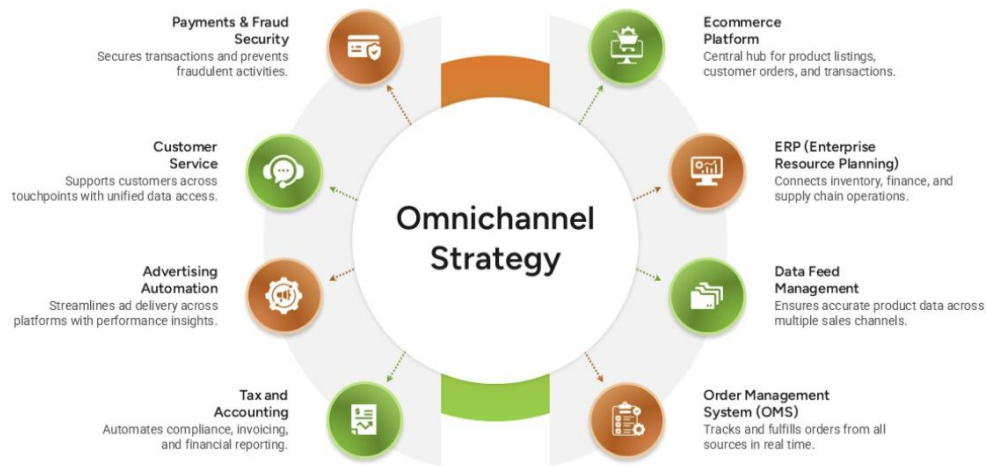 Payments & Fraud
Security
Secures transactions and prevents
fraudulent activities.
Customer
Service
Supports customers across
touchpoints with unified data access.
Advertising
Automation
Streamlines ad delivery across
platforms with performance insights.
Tax and
Accounting
Automates compliance, invoicing,
and financial reporting.
Omnichannel
Strategy
Ecommerce
Platform
Central hub for product listings,
customer orders, and transactions.
ERP (Enterprise
Resource Planning)
Connects inventory, finance, and
supply chain operations.
Data Feed
Management
Ensures accurate product data across
multiple sales channels.
Order Management
System (OMS)
Tracks and fulfills orders from all
sources in real time.